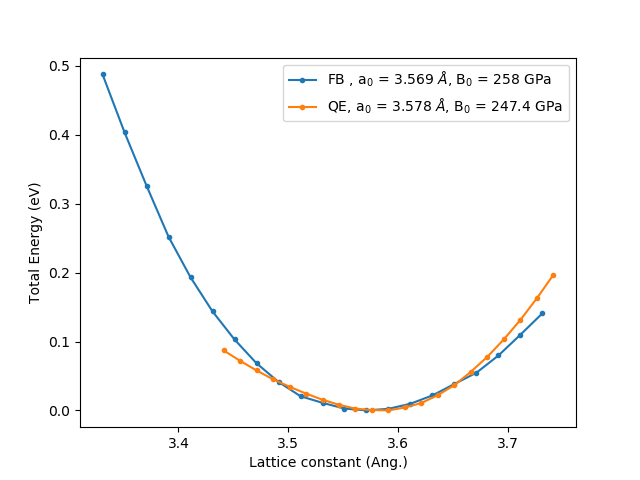 0.5
0.4
0.3
0.2
0.1
0.0
Total Energy (eV)
FB , a₀ = 3.569 Å, B₀ = 258 GPa
QE, a₀ = 3.578 Å, B₀ = 247.4 GPa
3.4 3.5 3.6 3.7
Lattice constant (Ang.)